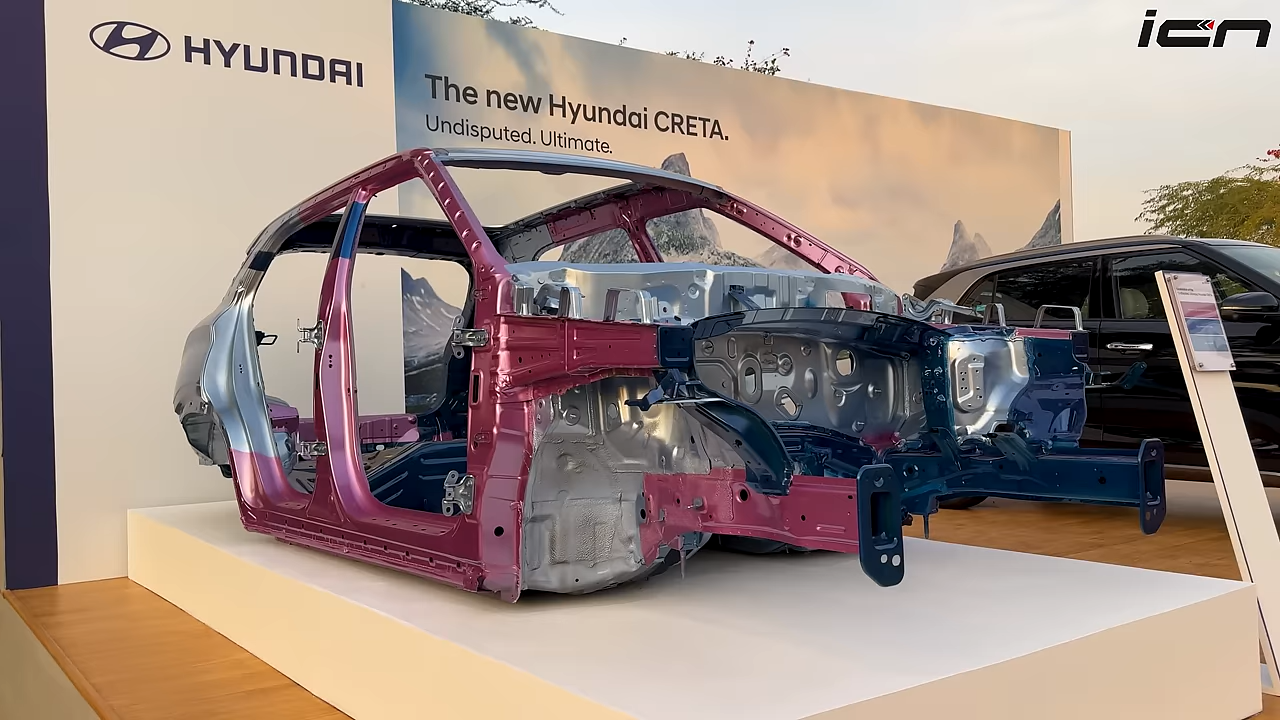 HYUNDAI
The new Hyundai CRETA.
Undisputed. Ultimate.
icn